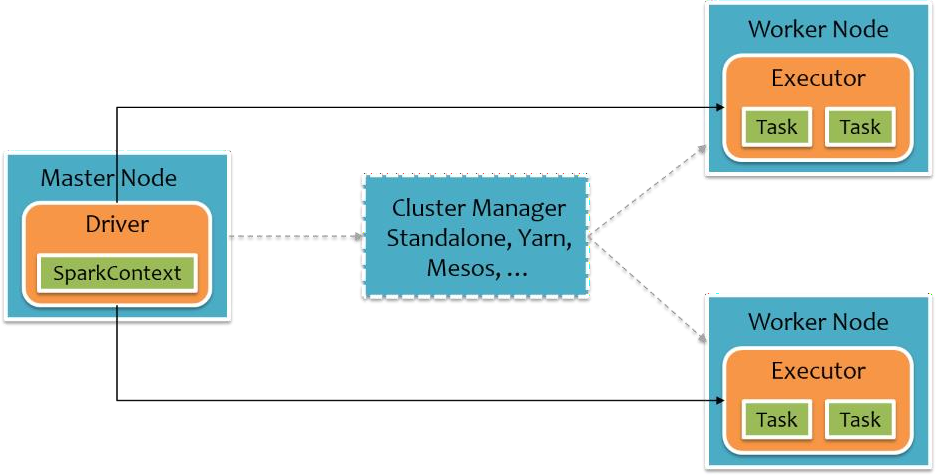 Master Node
Driver
SparkContext
Cluster Manager
Standalone, Yarn,
Mesos, ...
Worker Node
Executor
Task Task
Worker Node
Executor
Task Task